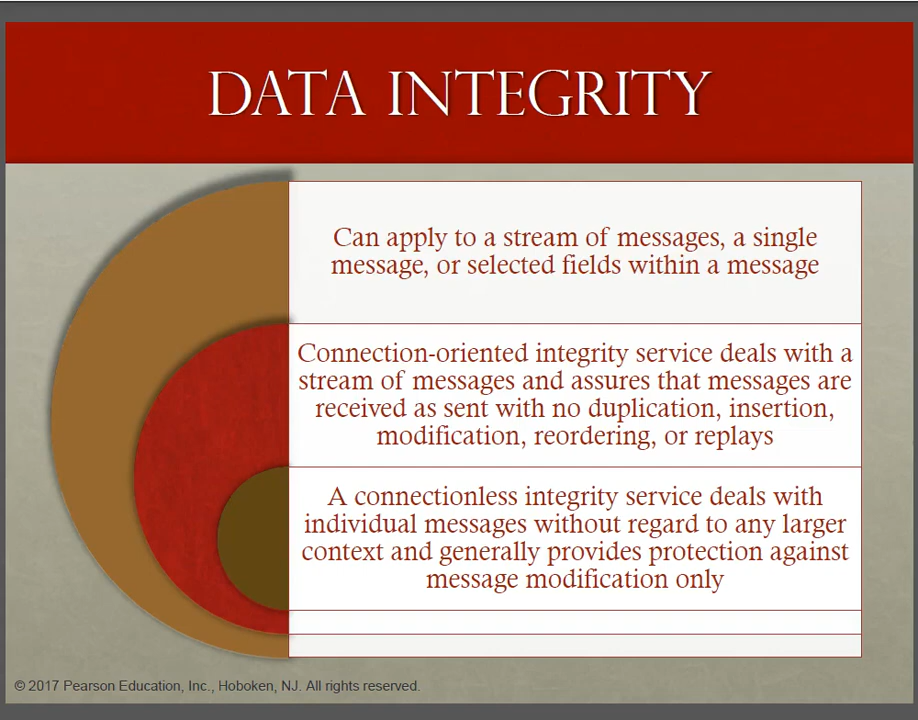 DATA INTEGRITY
Can apply to a stream of messages, a single
message, or selected fields within a message
Connection-oriented integrity service deals with a
stream of messages and assures that messages are
received as sent with no duplication, insertion,
modification, reordering, or replays
A connectionless integrity service deals with
individual messages without regard to any larger
context and generally provides protection against
message modification only
© 2017 Pearson Education, Inc., Hoboken, NJ. All rights reserved.